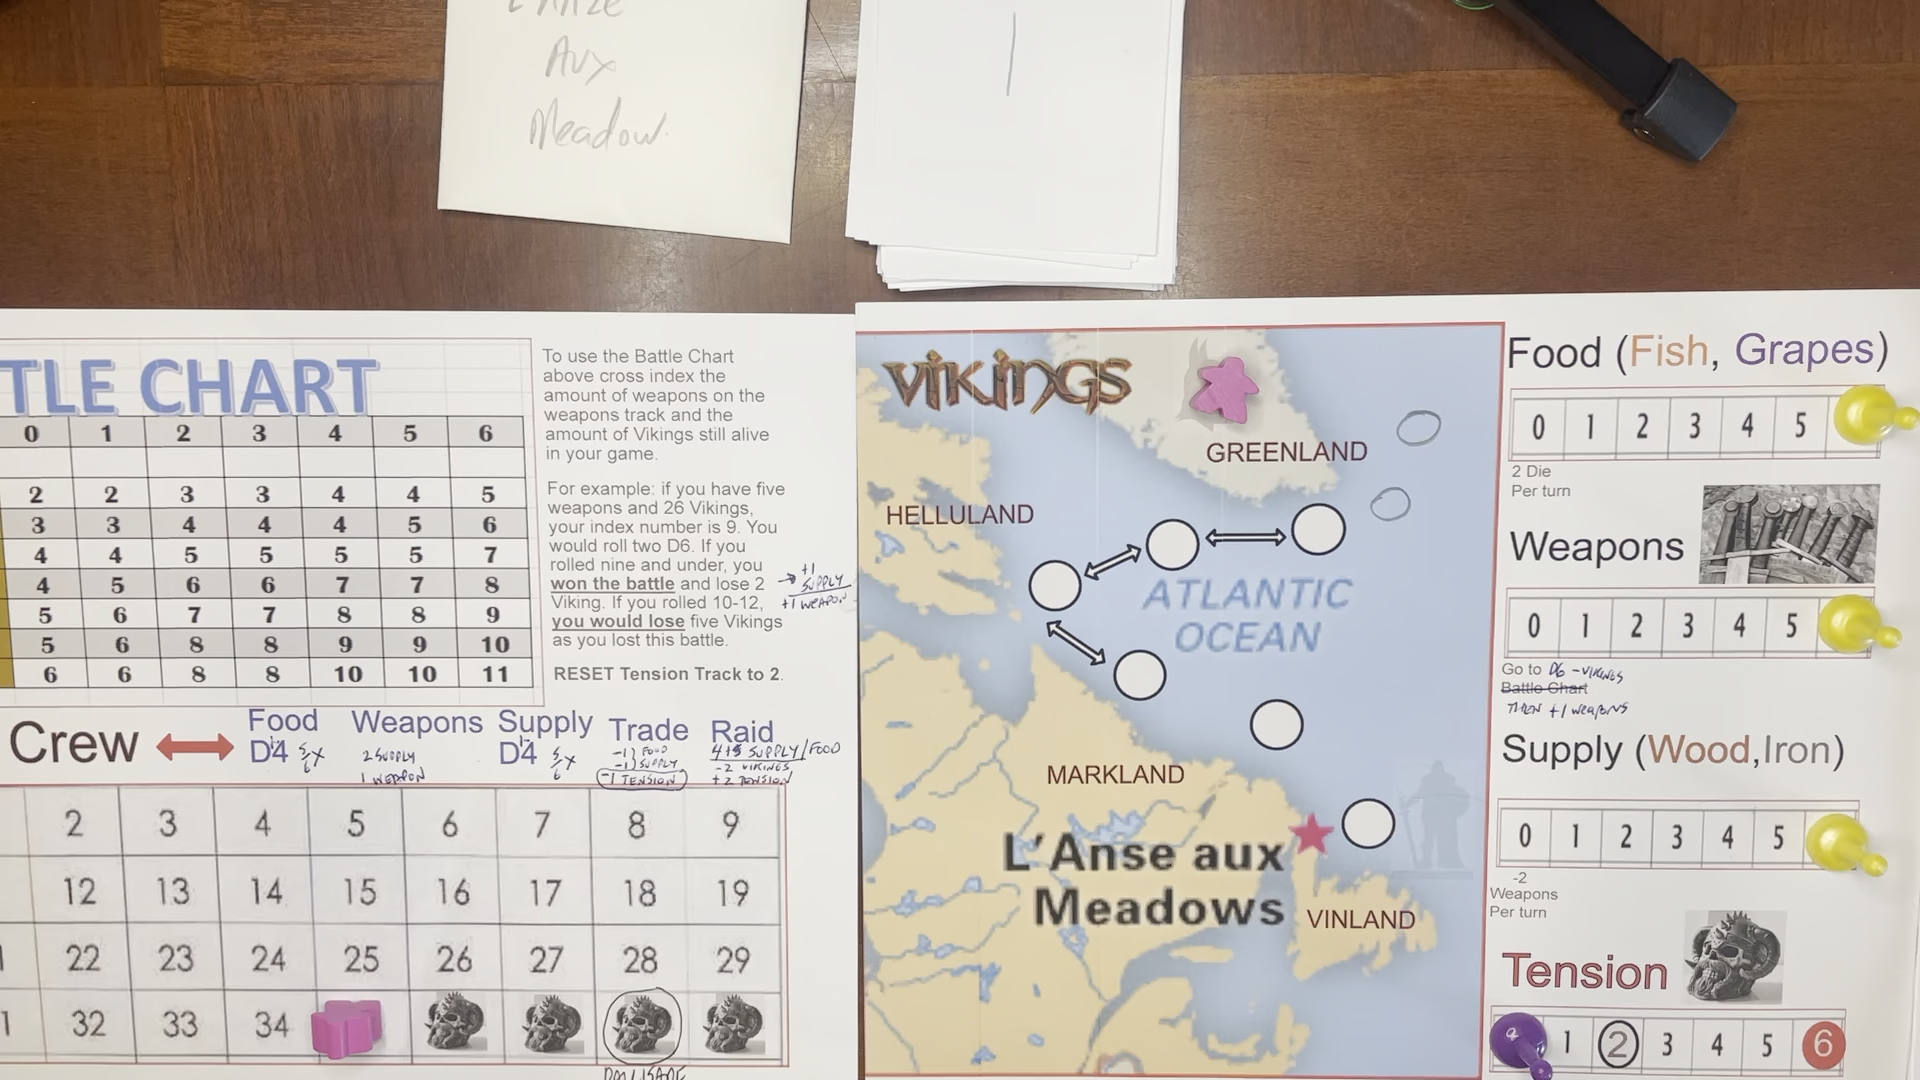 L'Anse
Aux
Meadow.
TLE CHART
0 1 2 3 4 5 6
2 2 3 3 4 4 5
3 3 4 4 4 5 6
4 4 5 5 5 5 7
4 5 6 6 7 7 8
5 6 7 7 8 8 9
5 6 8 8 9 9 10
6 6 8 8 10 10 11
To use the Battle Chart
above cross index the
amount of weapons on the
weapons track and the
amount of Vikings still alive
in your game.
For example: if you have five
weapons and 26 Vikings,
your index number is 9. You
would roll two D6. If you
rolled nine and under, you
won the battle and lose 2
Viking. If you rolled 10-12,
you would lose five Vikings
as you lost this battle.
+1
SUPPLY
+1 WEAPON
RESET Tension Track to 2.
Crew
Food
D4
Weapons
2 SUPPLY
1 WEAPON
Supply
D4
Trade
-1) FOOD
-1) SUPPLY
-1 TENSION
Raid
SUPPLY/FOOD
-2 VIKINGS
+2 TENSION
2 3 4 5 6 7 8 9
12 13 14 15 16 17 18 19
22 23 24 25 26 27 28 29
32 33 34
VIKINGS
GREENLAND
HELLULAND
ATLANTIC
OCEAN
MARKLAND
L'Anse aux
Meadows
VINLAND
Food (Fish, Grapes)
0 1 2 3 4 5
2 Die
Per turn
Weapons
0 1 2 3 4 5
Go to D6 -VIKINGS
Battle Chart
THEN +1 weapons
Supply (Wood,Iron)
0 1 2 3 4 5
-2
Weapons
Per turn
Tension
1 2 3 4 5 6